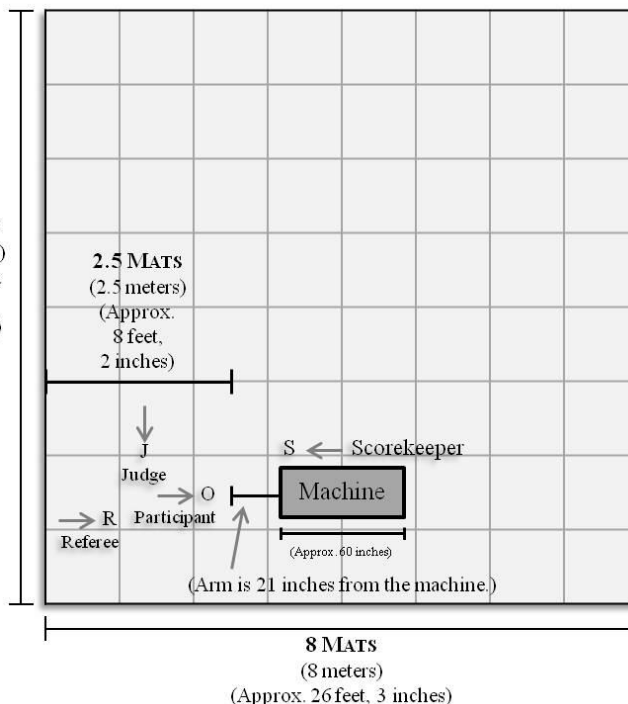 2.5 MATS
(2.5 meters)
(Approx.
8 feet,
2 inches)
J
Judge
S
Scorekeeper
O
Participant
Machine
R
Referee
(Approx. 60 inches)
(Arm is 21 inches from the machine.)
8 MATS
(8 meters)
(Approx. 26 feet, 3 inches)